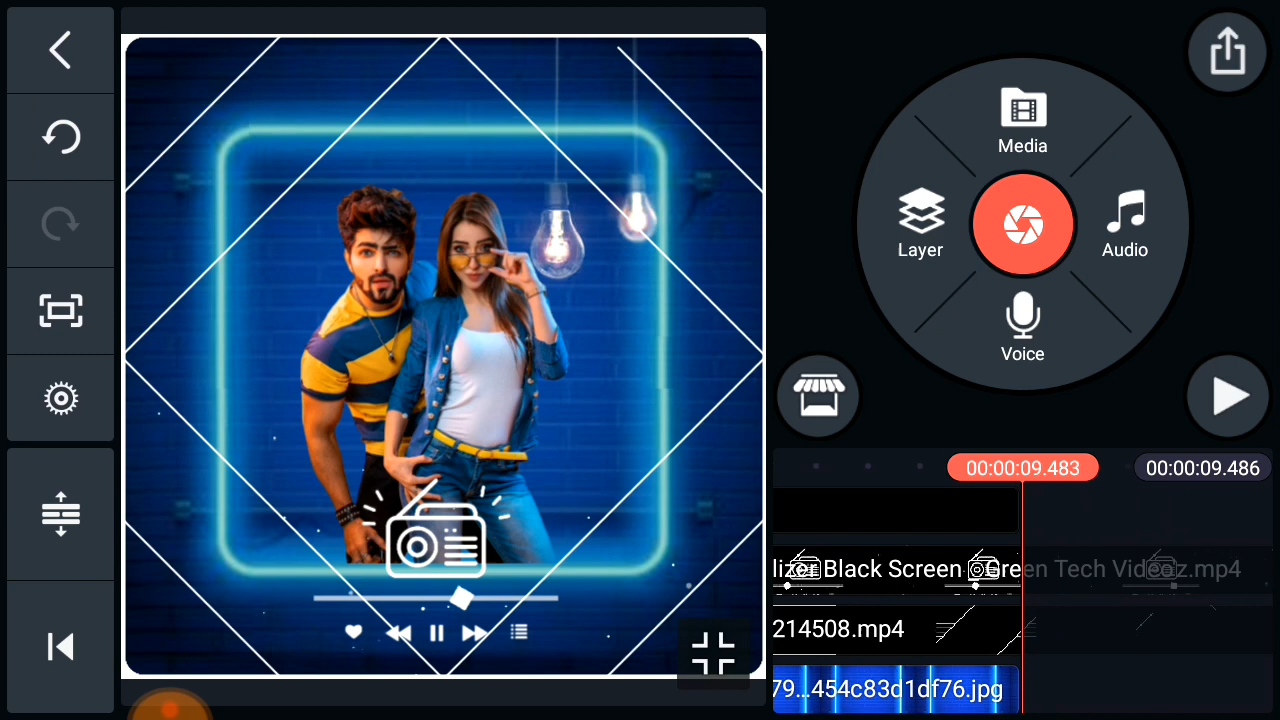 Media
Layer
Audio
Voice
00:00:09.483
00:00:09.486
lizer Black Screen - Green Tech Videoz.mp4
214508.mp4
79...454c83d1df76.jpg